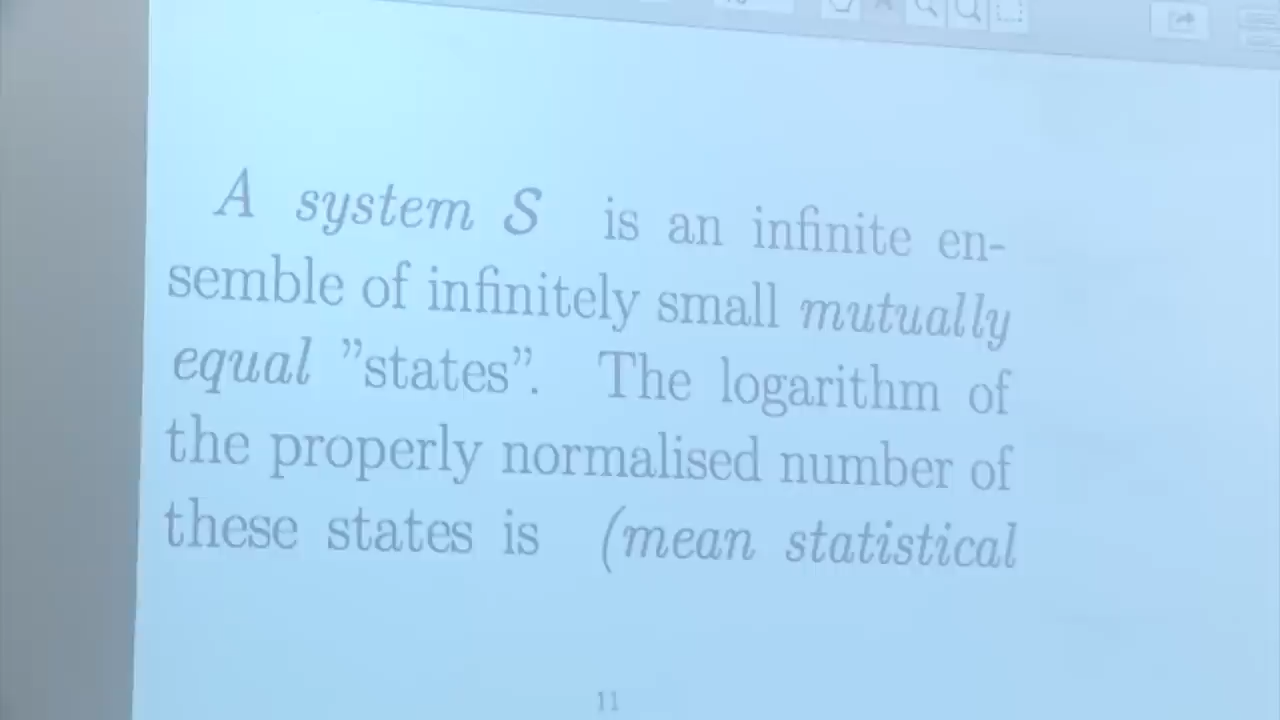 A system S is an infinite en-
semble of infinitely small mutually
equal ”states”. The logarithm of
the properly normalised number of
these states is (mean statistical
11